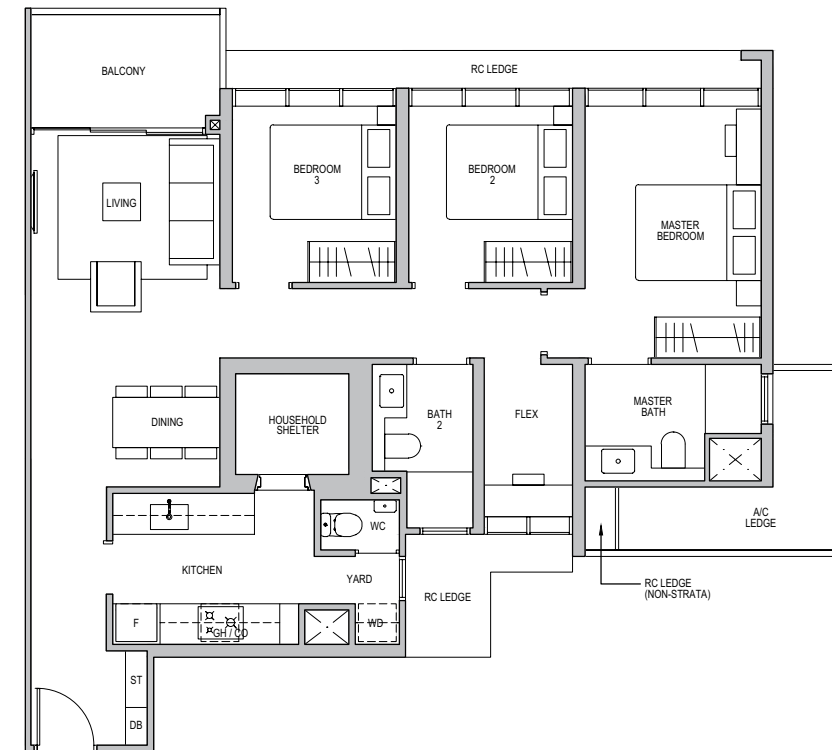 BALCONY
RC LEDGE
BEDROOM
3
BEDROOM
2
LIVING
MASTER
BEDROOM
DINING
HOUSEHOLD
SHELTER
BATH
2
FLEX
MASTER
BATH
WC
A/C
LEDGE
KITCHEN
YARD
RC LEDGE
RC LEDGE
(NON-STRATA)
F
GH / CO
WD
ST
DB